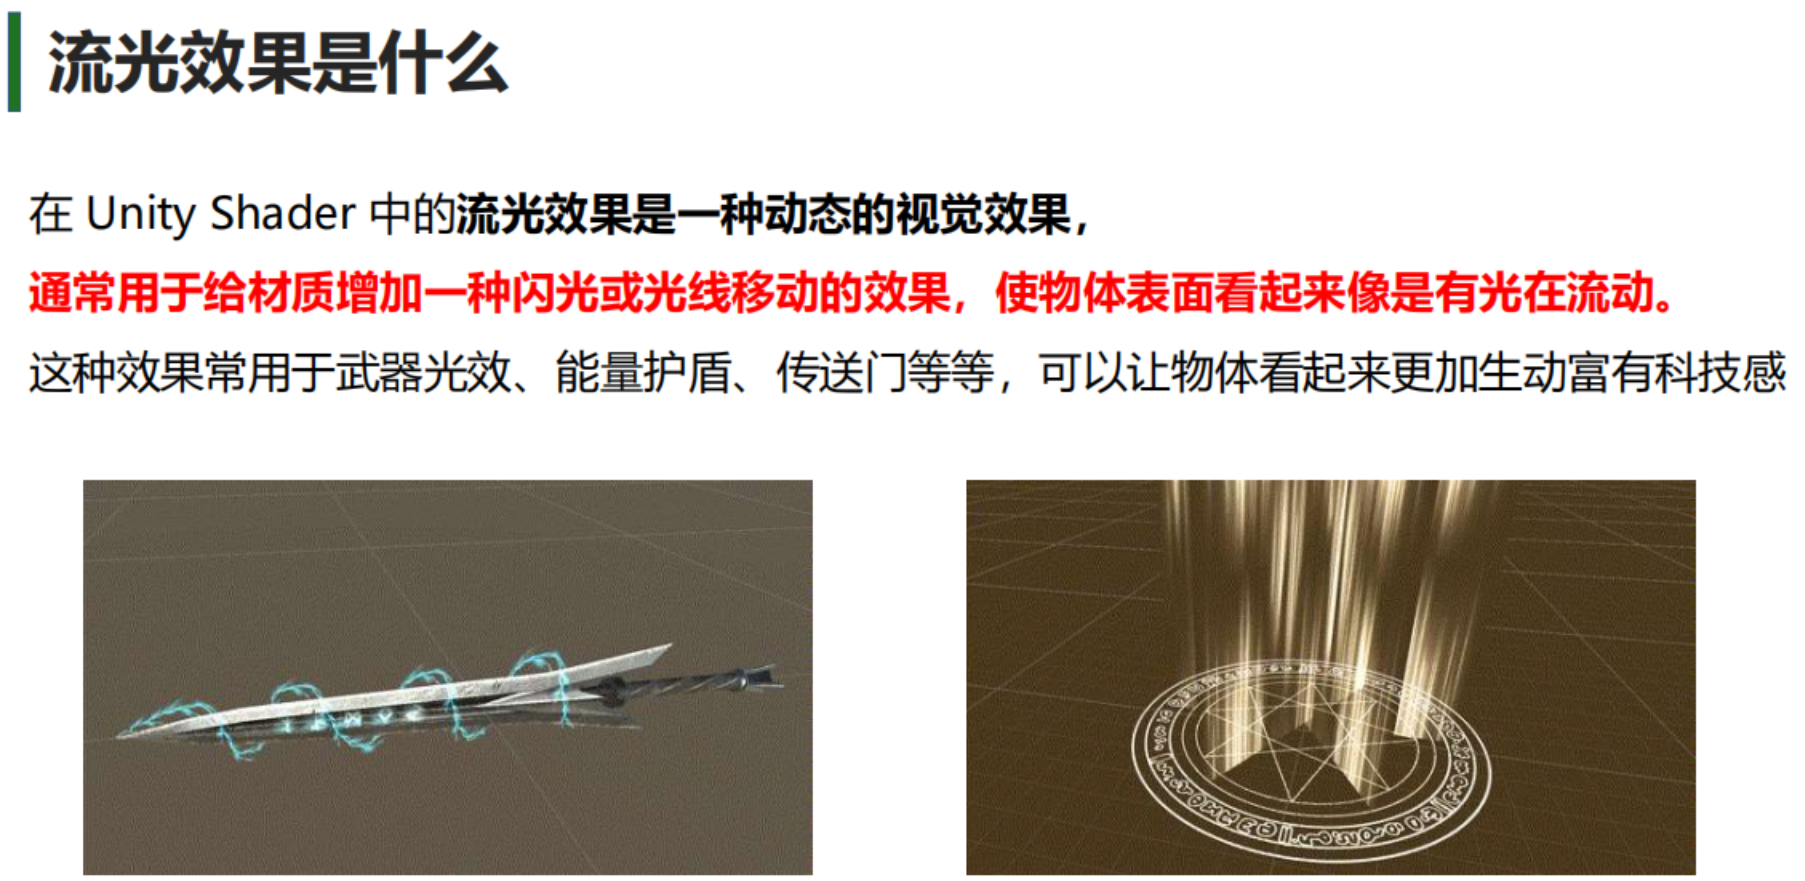 流光效果是什么
在 Unity Shader 中的流光效果是一种动态的视觉效果，
通常用于给材质增加一种闪光或光线移动的效果，使物体表面看起来像是有光在流动。
这种效果常用于武器光效、能量护盾、传送门等等，可以让物体看起来更加生动富有科技感